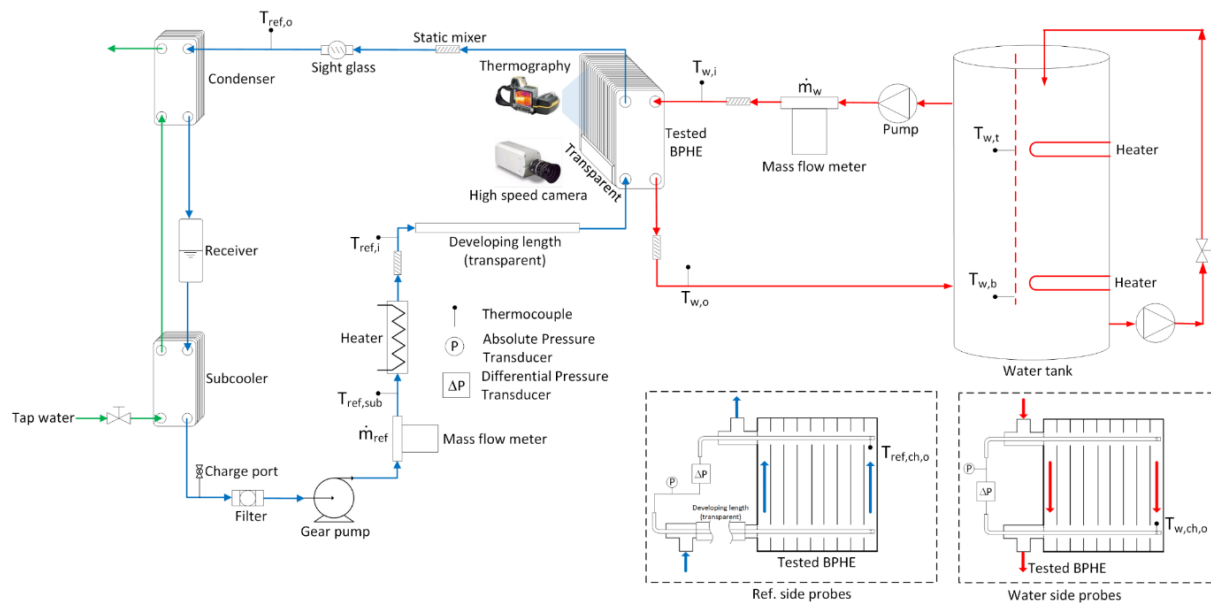 T_ref,o
Static mixer
Sight glass
Condenser
Thermography
High speed camera
Transparent
Tested
BPHE
T_w,i
ṁ_w
Mass flow meter
Pump
T_w,t
Heater
T_w,b
Heater
Water tank
T_w,o
Receiver
T_ref,i
Developing length
(transparent)
Heater
Thermocouple
P
Absolute Pressure
Transducer
ΔP
Differential Pressure
Transducer
Subcooler
T_ref,sub
Tap water
ṁ_ref
Mass flow meter
Charge port
Filter
Gear pump
ΔP
P
T_ref,ch,o
Developing length
(transparent)
Tested BPHE
Ref. side probes
P
ΔP
T_w,ch,o
Tested BPHE
Water side probes